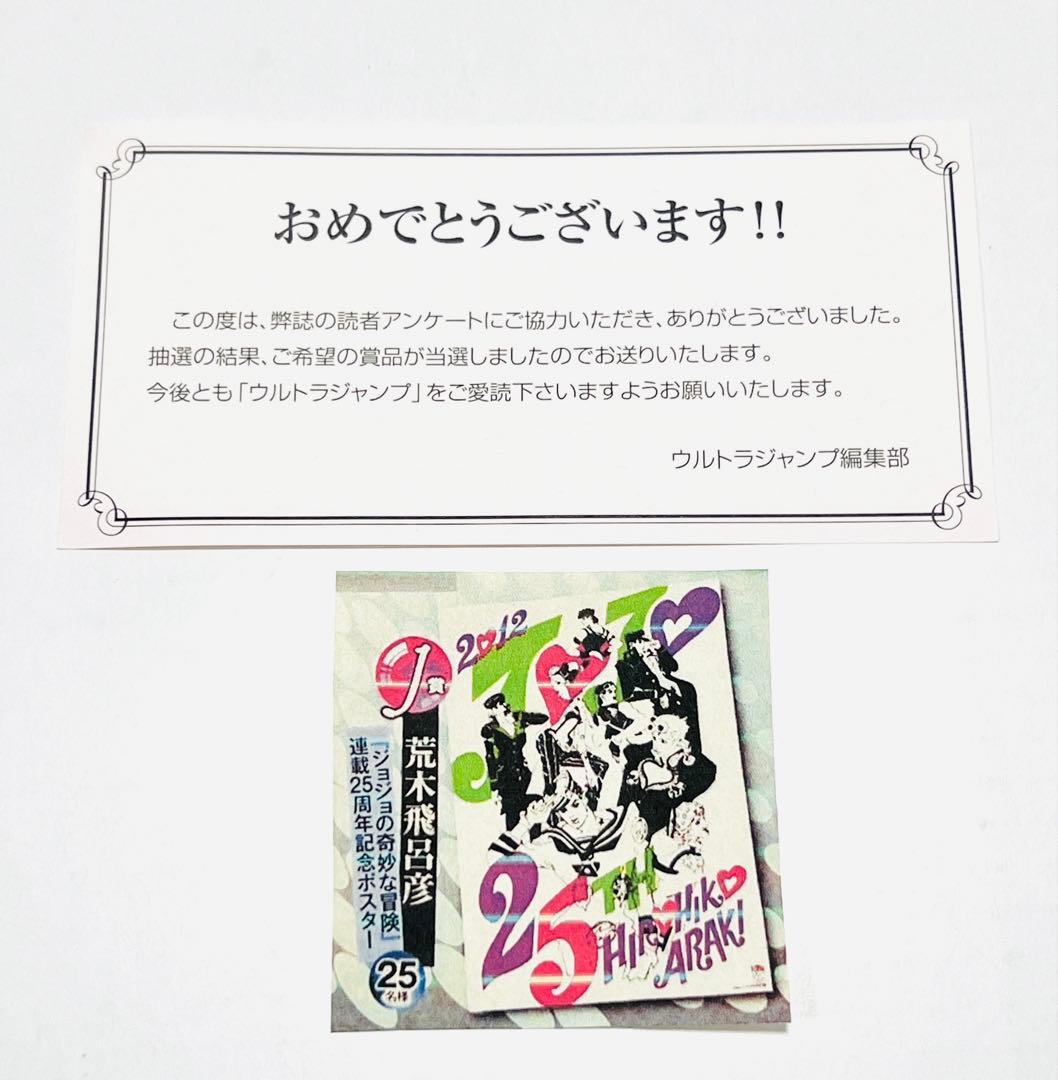 おめでとうございます!!
この度は、弊誌の読者アンケートにご協力いただき、ありがとうございました。
抽選の結果、ご希望の賞品が当選しましたのでお送りいたします。
今後とも「ウルトラジャンプ」をご愛読下さいますようお願いいたします。
ウルトラジャンプ編集部
J賞
荒木飛呂彦
『ジョジョの奇妙な冒険』
連載25周年記念ポスター
25名様
2012
ジョジョ
25TH
HIROHIKO
ARAKI!